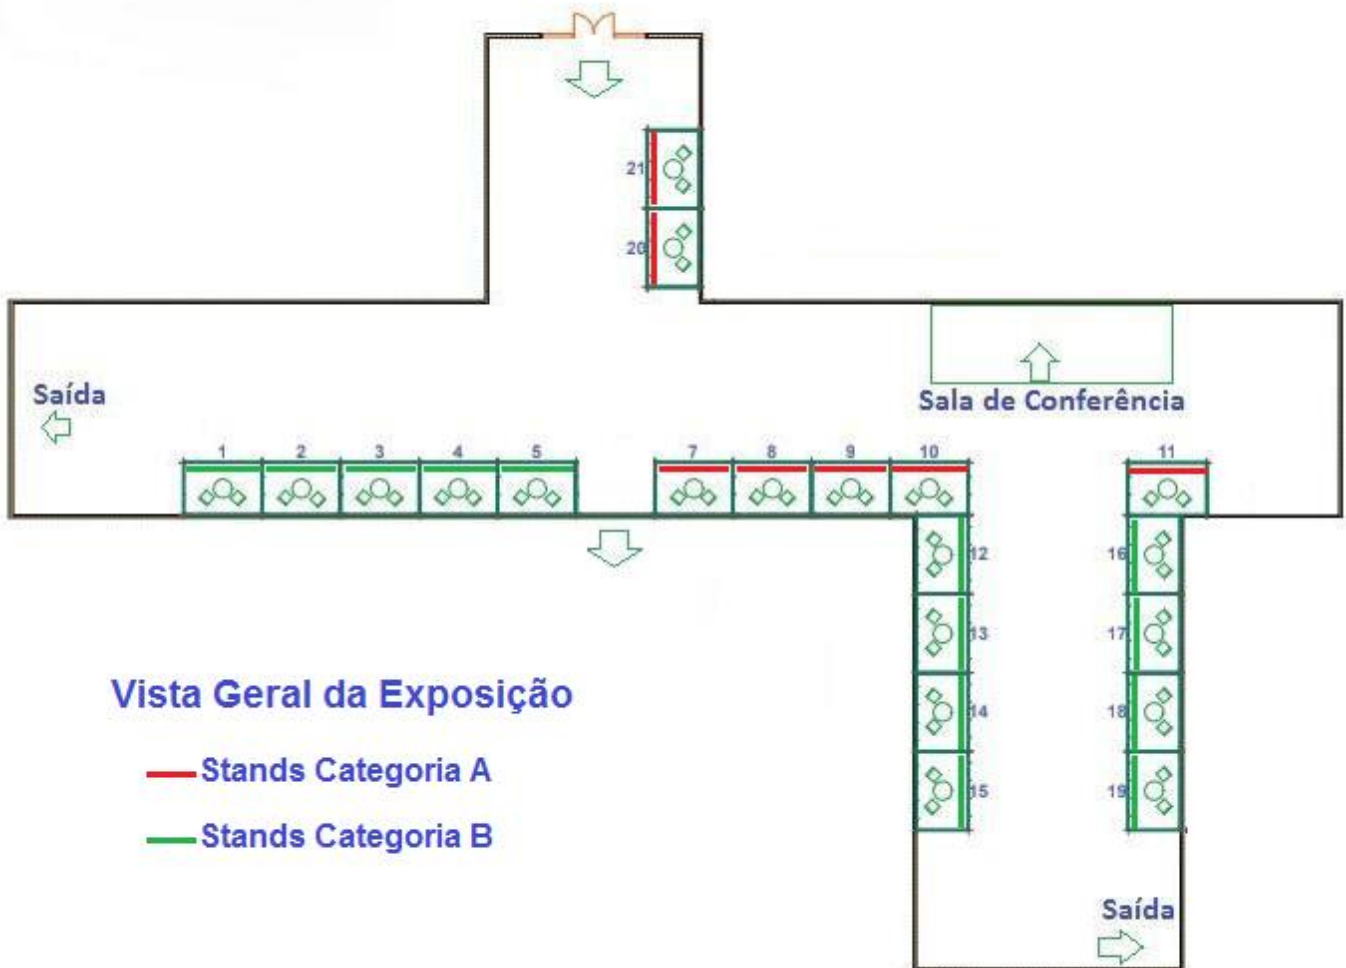 21
20
Saída
Sala de Conferência
1 2 3 4 5 7 8 9 10 11
12 16
13 17
14 18
15 19
Vista Geral da Exposição
Stands Categoria A
Stands Categoria B
Saída